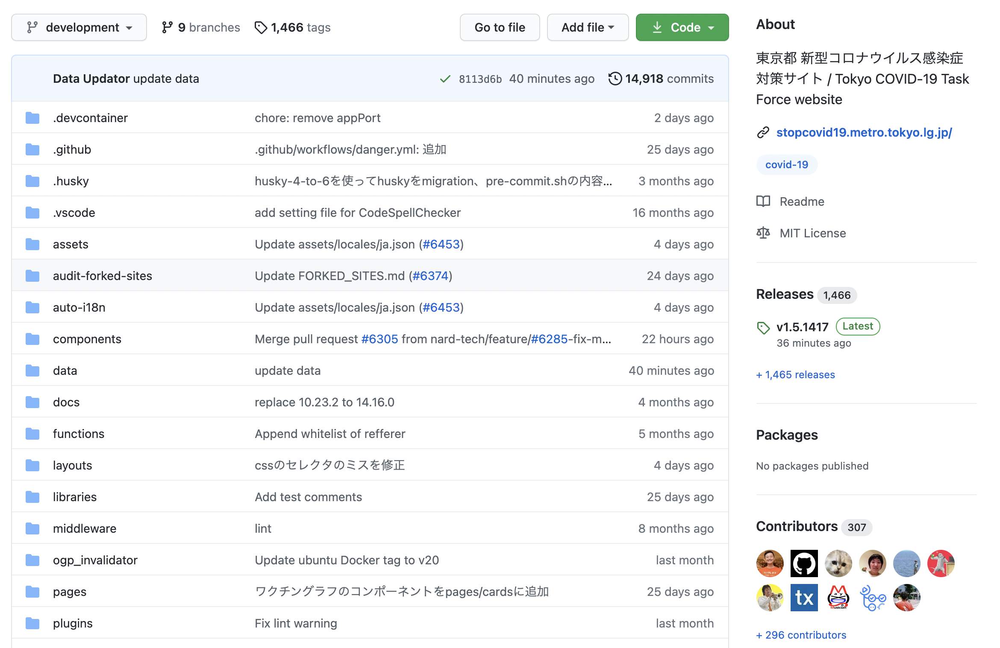 development
9 branches
1,466 tags
Go to file
Add file
Code
Data Updator update data
8113d6b 40 minutes ago
14,918 commits
.devcontainer chore: remove appPort 2 days ago
.github .github/workflows/danger.yml: 追加 25 days ago
.husky husky-4-to-6を使ってhuskyをmigration、pre-commit.shの内容... 3 months ago
.vscode add setting file for CodeSpellChecker 16 months ago
assets Update assets/locales/ja.json (#6453) 4 days ago
audit-forked-sites Update FORKED_SITES.md (#6374) 24 days ago
auto-i18n Update assets/locales/ja.json (#6453) 4 days ago
components Merge pull request #6305 from nard-tech/feature/#6285-fix-m... 22 hours ago
data update data 40 minutes ago
docs replace 10.23.2 to 14.16.0 4 months ago
functions Append whitelist of refferer 5 months ago
layouts cssのセレクタのミスを修正 4 days ago
libraries Add test comments 25 days ago
middleware lint 8 months ago
ogp_invalidator Update ubuntu Docker tag to v20 last month
pages ワクチングラフのコンポーネントをpages/cardsに追加 25 days ago
plugins Fix lint warning last month
About
東京都 新型コロナウイルス感染症
対策サイト / Tokyo COVID-19 Task
Force website
stopcovid19.metro.tokyo.lg.jp/
covid-19
Readme
MIT License
Releases 1,466
v1.5.1417 Latest
36 minutes ago
+ 1,465 releases
Packages
No packages published
Contributors 307
tx
May
Musician
+ 296 contributors